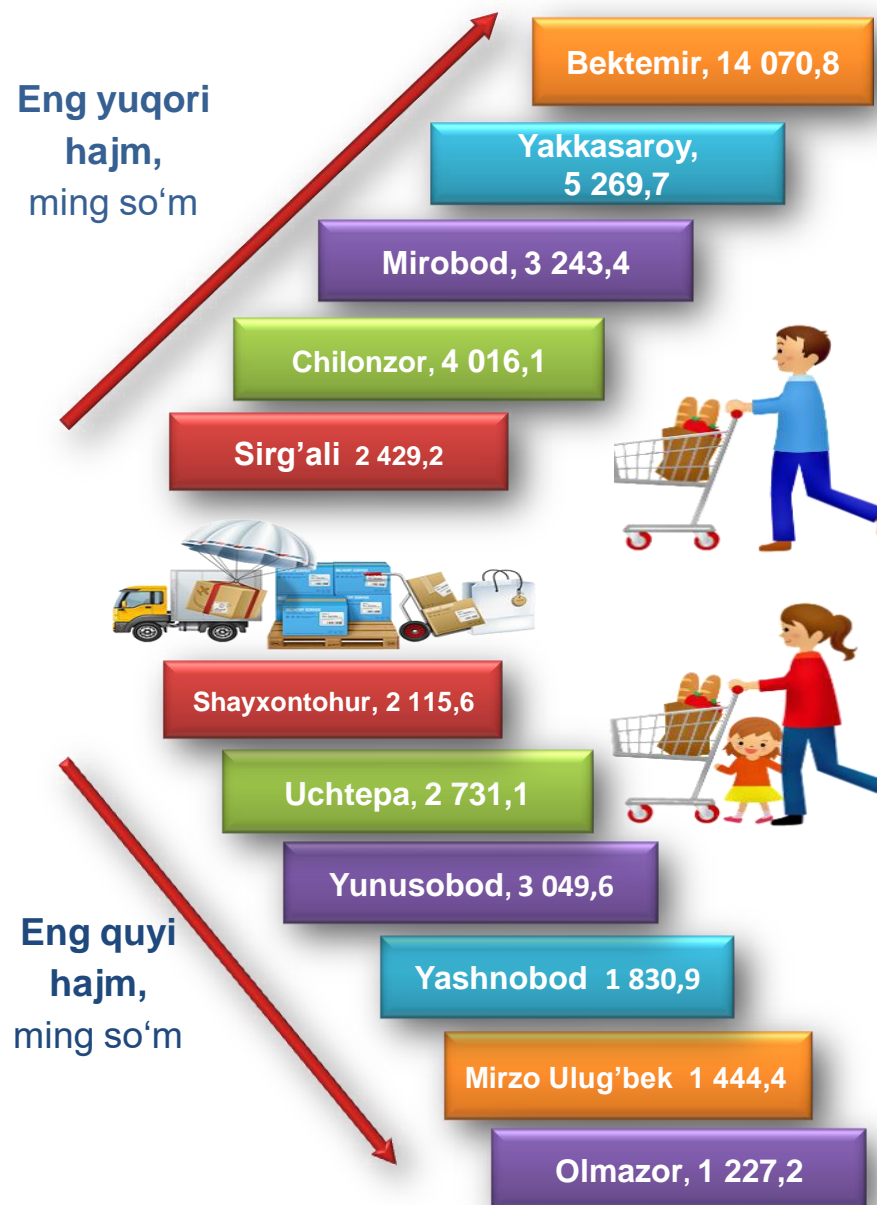 Eng yuqori
hajm,
ming so‘m
Bektemir, 14 070,8
Yakkasaroy,
5 269,7
Mirobod, 3 243,4
Chilonzor, 4 016,1
Sirg’ali 2 429,2
Shayxontohur, 2 115,6
Uchtepa, 2 731,1
Yunusobod, 3 049,6
Eng quyi
hajm,
ming so‘m
Yashnobod 1 830,9
Mirzo Ulug’bek 1 444,4
Olmazor, 1 227,2